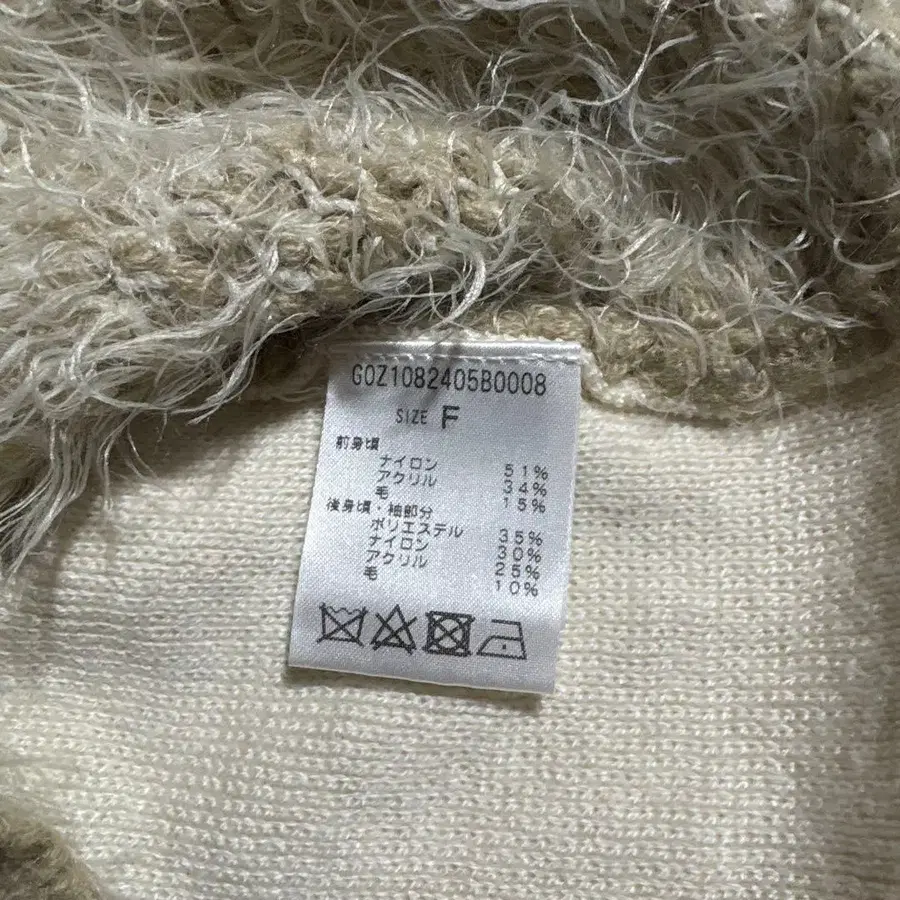 G0Z1082405B0008
SIZE F
前身頃
ナイロン 51%
アクリル 34%
毛 15%
後身頃・袖部分
ポリエステル 35%
ナイロン 30%
アクリル 25%
毛 10%